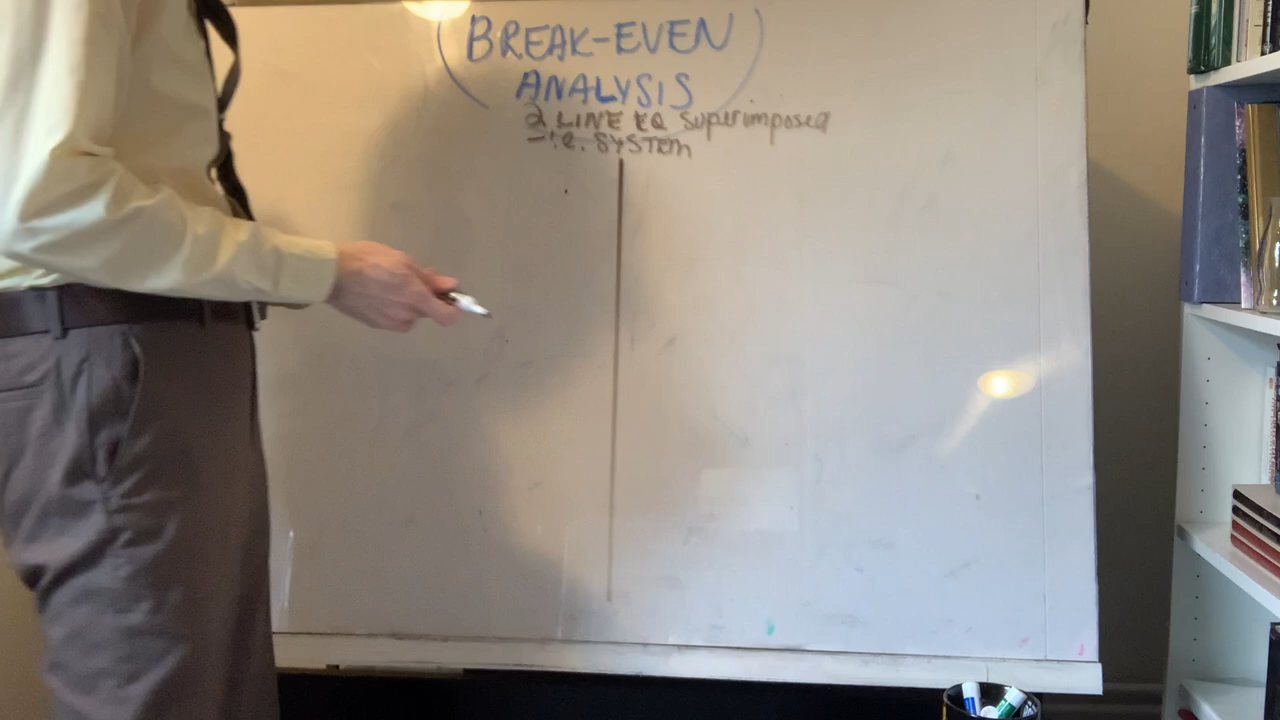 (BREAK-EVEN
ANALYSIS)
2 LINE EQ superimposed
-i.e. SYSTEM